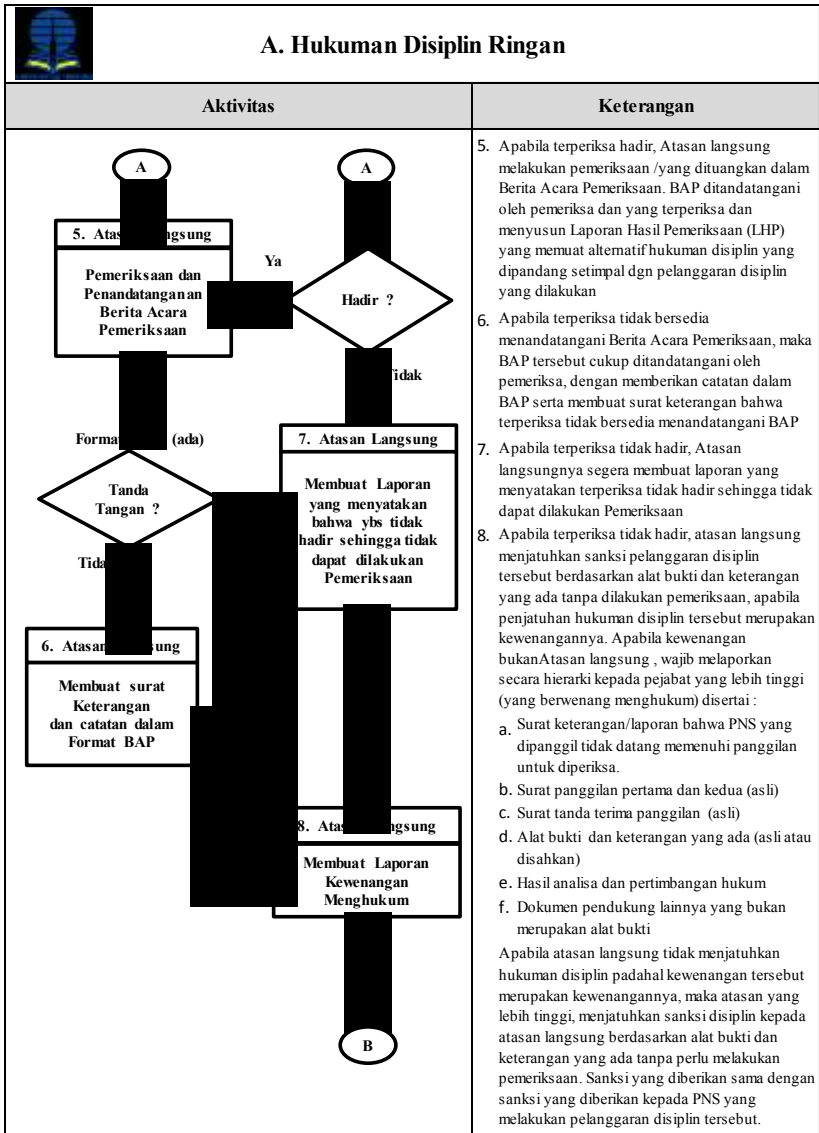 A. Hukuman Disiplin Ringan
Aktivitas
Keterangan
A
A
5. Atas ngsung
Pemeriksaan dan
Penandatanganan
Berita Acara
Pemeriksaan
Ya
Hadir ?
Tidak
Format (ada)
Tanda
Tangan ?
7. Atasan Langsung
Membuat Laporan
yang menyatakan
bahwa ybs tidak
hadir sehingga tidak
dapat dilakukan
Pemeriksaan
Tida
6. Atasan sung
Membuat surat
Keterangan
dan catatan dalam
Format BAP
8. Atas ngsung
Membuat Laporan
Kewenangan
Menghukum
B
5. Apabila terperiksa hadir, Atasan langsung
melakukan pemeriksaan /yang dituangkan dalam
Berita Acara Pemeriksaan. BAP ditandatangani
oleh pemeriksa dan yang terperiksa dan
menyusun Laporan Hasil Pemeriksaan (LHP)
yang memuat alternatif hukuman disiplin yang
dipandang setimpal dgn pelanggaran disiplin
yang dilakukan
6. Apabila terperiksa tidak bersedia
menandatangani Berita Acara Pemeriksaan, maka
BAP tersebut cukup ditandatangani oleh
pemeriksa, dengan memberikan catatan dalam
BAP serta membuat surat keterangan bahwa
terperiksa tidak bersedia menandatangani BAP
7. Apabila terperiksa tidak hadir, Atasan
langsungnya segera membuat laporan yang
menyatakan terperiksa tidak hadir sehingga tidak
dapat dilakukan Pemeriksaan
8. Apabila terperiksa tidak hadir, atasan langsung
menjatuhkan sanksi pelanggaran disiplin
tersebut berdasarkan alat bukti dan keterangan
yang ada tanpa dilakukan pemeriksaan, apabila
penjatuhan hukuman disiplin tersebut merupakan
kewenangannya. Apabila kewenangan
bukanAtasan langsung , wajib melaporkan
secara hierarki kepada pejabat yang lebih tinggi
(yang berwenang menghukum) disertai :
a. Surat keterangan/laporan bahwa PNS yang
dipanggil tidak datang memenuhi panggilan
untuk diperiksa.
b. Surat panggilan pertama dan kedua (asli)
c. Surat tanda terima panggilan (asli)
d. Alat bukti dan keterangan yang ada (asli atau
disahkan)
e. Hasil analisa dan pertimbangan hukum
f. Dokumen pendukung lainnya yang bukan
merupakan alat bukti
Apabila atasan langsung tidak menjatuhkan
hukuman disiplin padahal kewenangan tersebut
merupakan kewenangannya, maka atasan yang
lebih tinggi, menjatuhkan sanksi disiplin kepada
atasan langsung berdasarkan alat bukti dan
keterangan yang ada tanpa perlu melakukan
pemeriksaan. Sanksi yang diberikan sama dengan
sanksi yang diberikan kepada PNS yang
melakukan pelanggaran disiplin tersebut.